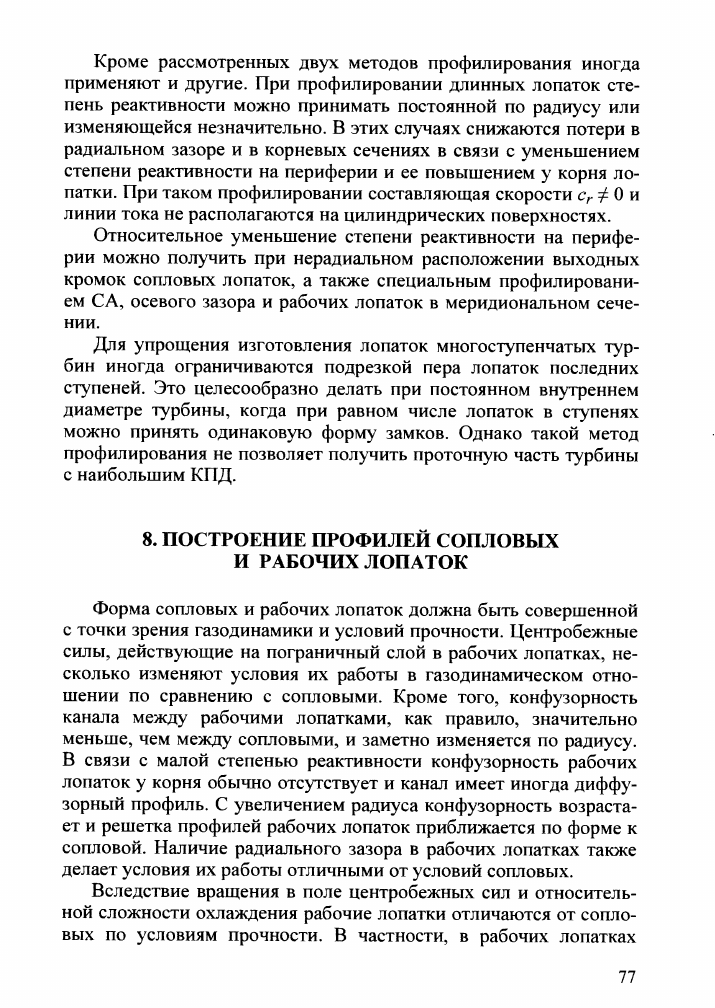 Кроме рассмотренных двух методов профилирования иногда
применяют и другие. При профилировании длинных лопаток сте-
пень реактивности можно принимать постоянной по радиусу или
изменяющейся незначительно. В этих случаях снижаются потери в
радиальном зазоре и в корневых сечениях в связи с уменьшением
степени реактивности на периферии и ее повышением у корня ло-
патки. При таком профилировании составляющая скорости cᵣ ≠ 0 и
линии тока не располагаются на цилиндрических поверхностях.
Относительное уменьшение степени реактивности на перифе-
рии можно получить при нерадиальном расположении выходных
кромок сопловых лопаток, а также специальным профилировани-
ем СА, осевого зазора и рабочих лопаток в меридиональном сече-
нии.
Для упрощения изготовления лопаток многоступенчатых тур-
бин иногда ограничиваются подрезкой пера лопаток последних
ступеней. Это целесообразно делать при постоянном внутреннем
диаметре турбины, когда при равном числе лопаток в ступенях
можно принять одинаковую форму замков. Однако такой метод
профилирования не позволяет получить проточную часть турбины
с наибольшим КПД.
8. ПОСТРОЕНИЕ ПРОФИЛЕЙ СОПЛОВЫХ
И РАБОЧИХ ЛОПАТОК
Форма сопловых и рабочих лопаток должна быть совершенной
с точки зрения газодинамики и условий прочности. Центробежные
силы, действующие на пограничный слой в рабочих лопатках, не-
сколько изменяют условия их работы в газодинамическом отно-
шении по сравнению с сопловыми. Кроме того, конфузорность
канала между рабочими лопатками, как правило, значительно
меньше, чем между сопловыми, и заметно изменяется по радиусу.
В связи с малой степенью реактивности конфузорность рабочих
лопаток у корня обычно отсутствует и канал имеет иногда диффу-
зорный профиль. С увеличением радиуса конфузорность возраста-
ет и решетка профилей рабочих лопаток приближается по форме к
сопловой. Наличие радиального зазора в рабочих лопатках также
делает условия их работы отличными от условий сопловых.
Вследствие вращения в поле центробежных сил и относитель-
ной сложности охлаждения рабочие лопатки отличаются от сопло-
вых по условиям прочности. В частности, в рабочих лопатках
77